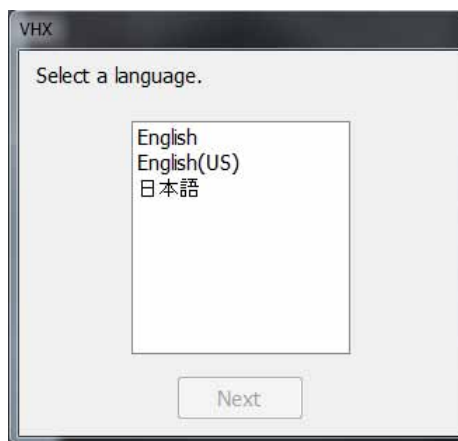 VHX
Select a language.
English
English(US)
日本語
Next